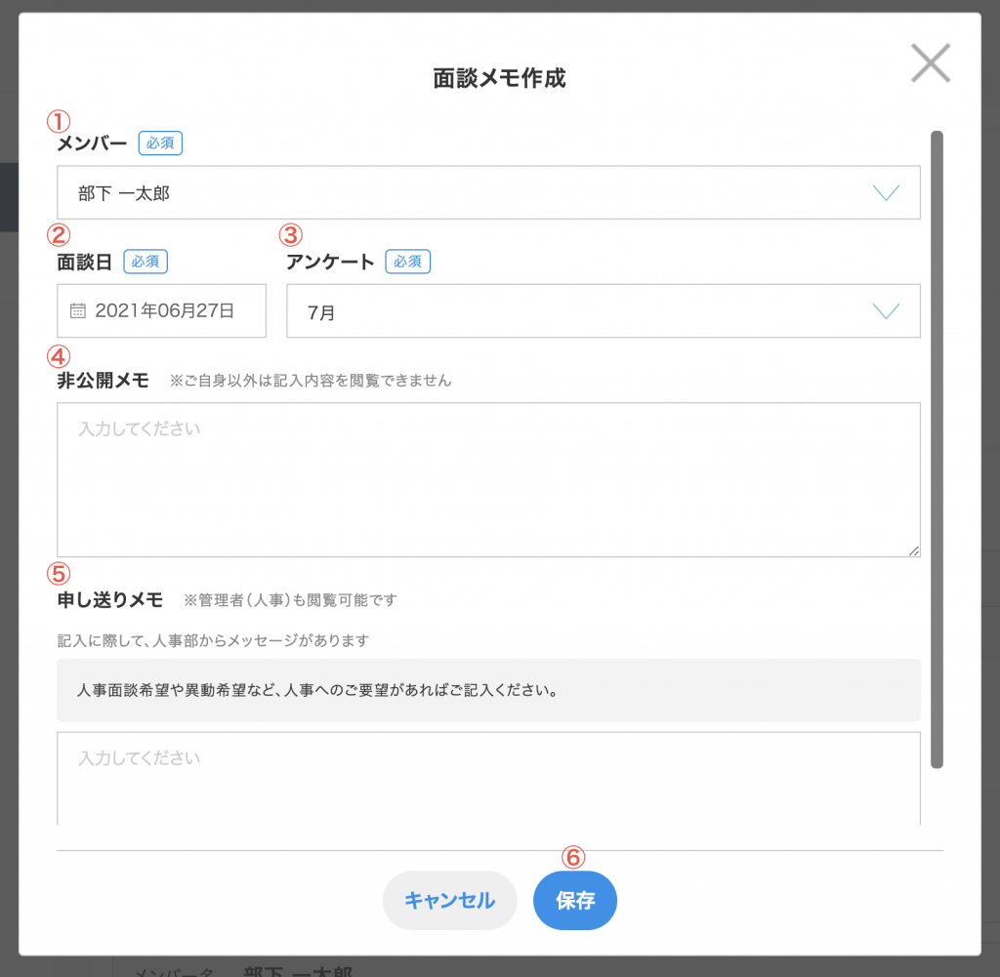 面談メモ作成
①
メンバー 必須
部下 一太郎
② ③
面談日 必須 アンケート 必須
2021年06月27日 7月
④
非公開メモ ※ご自身以外は記入内容を閲覧できません
入力してください
⑤
申し送りメモ ※管理者(人事)も閲覧可能です
記入に際して、人事部からメッセージがあります
人事面談希望や異動希望など、人事へのご要望があればご記入ください。
入力してください
⑥
キャンセル 保存
メンバー名 部下 一太郎